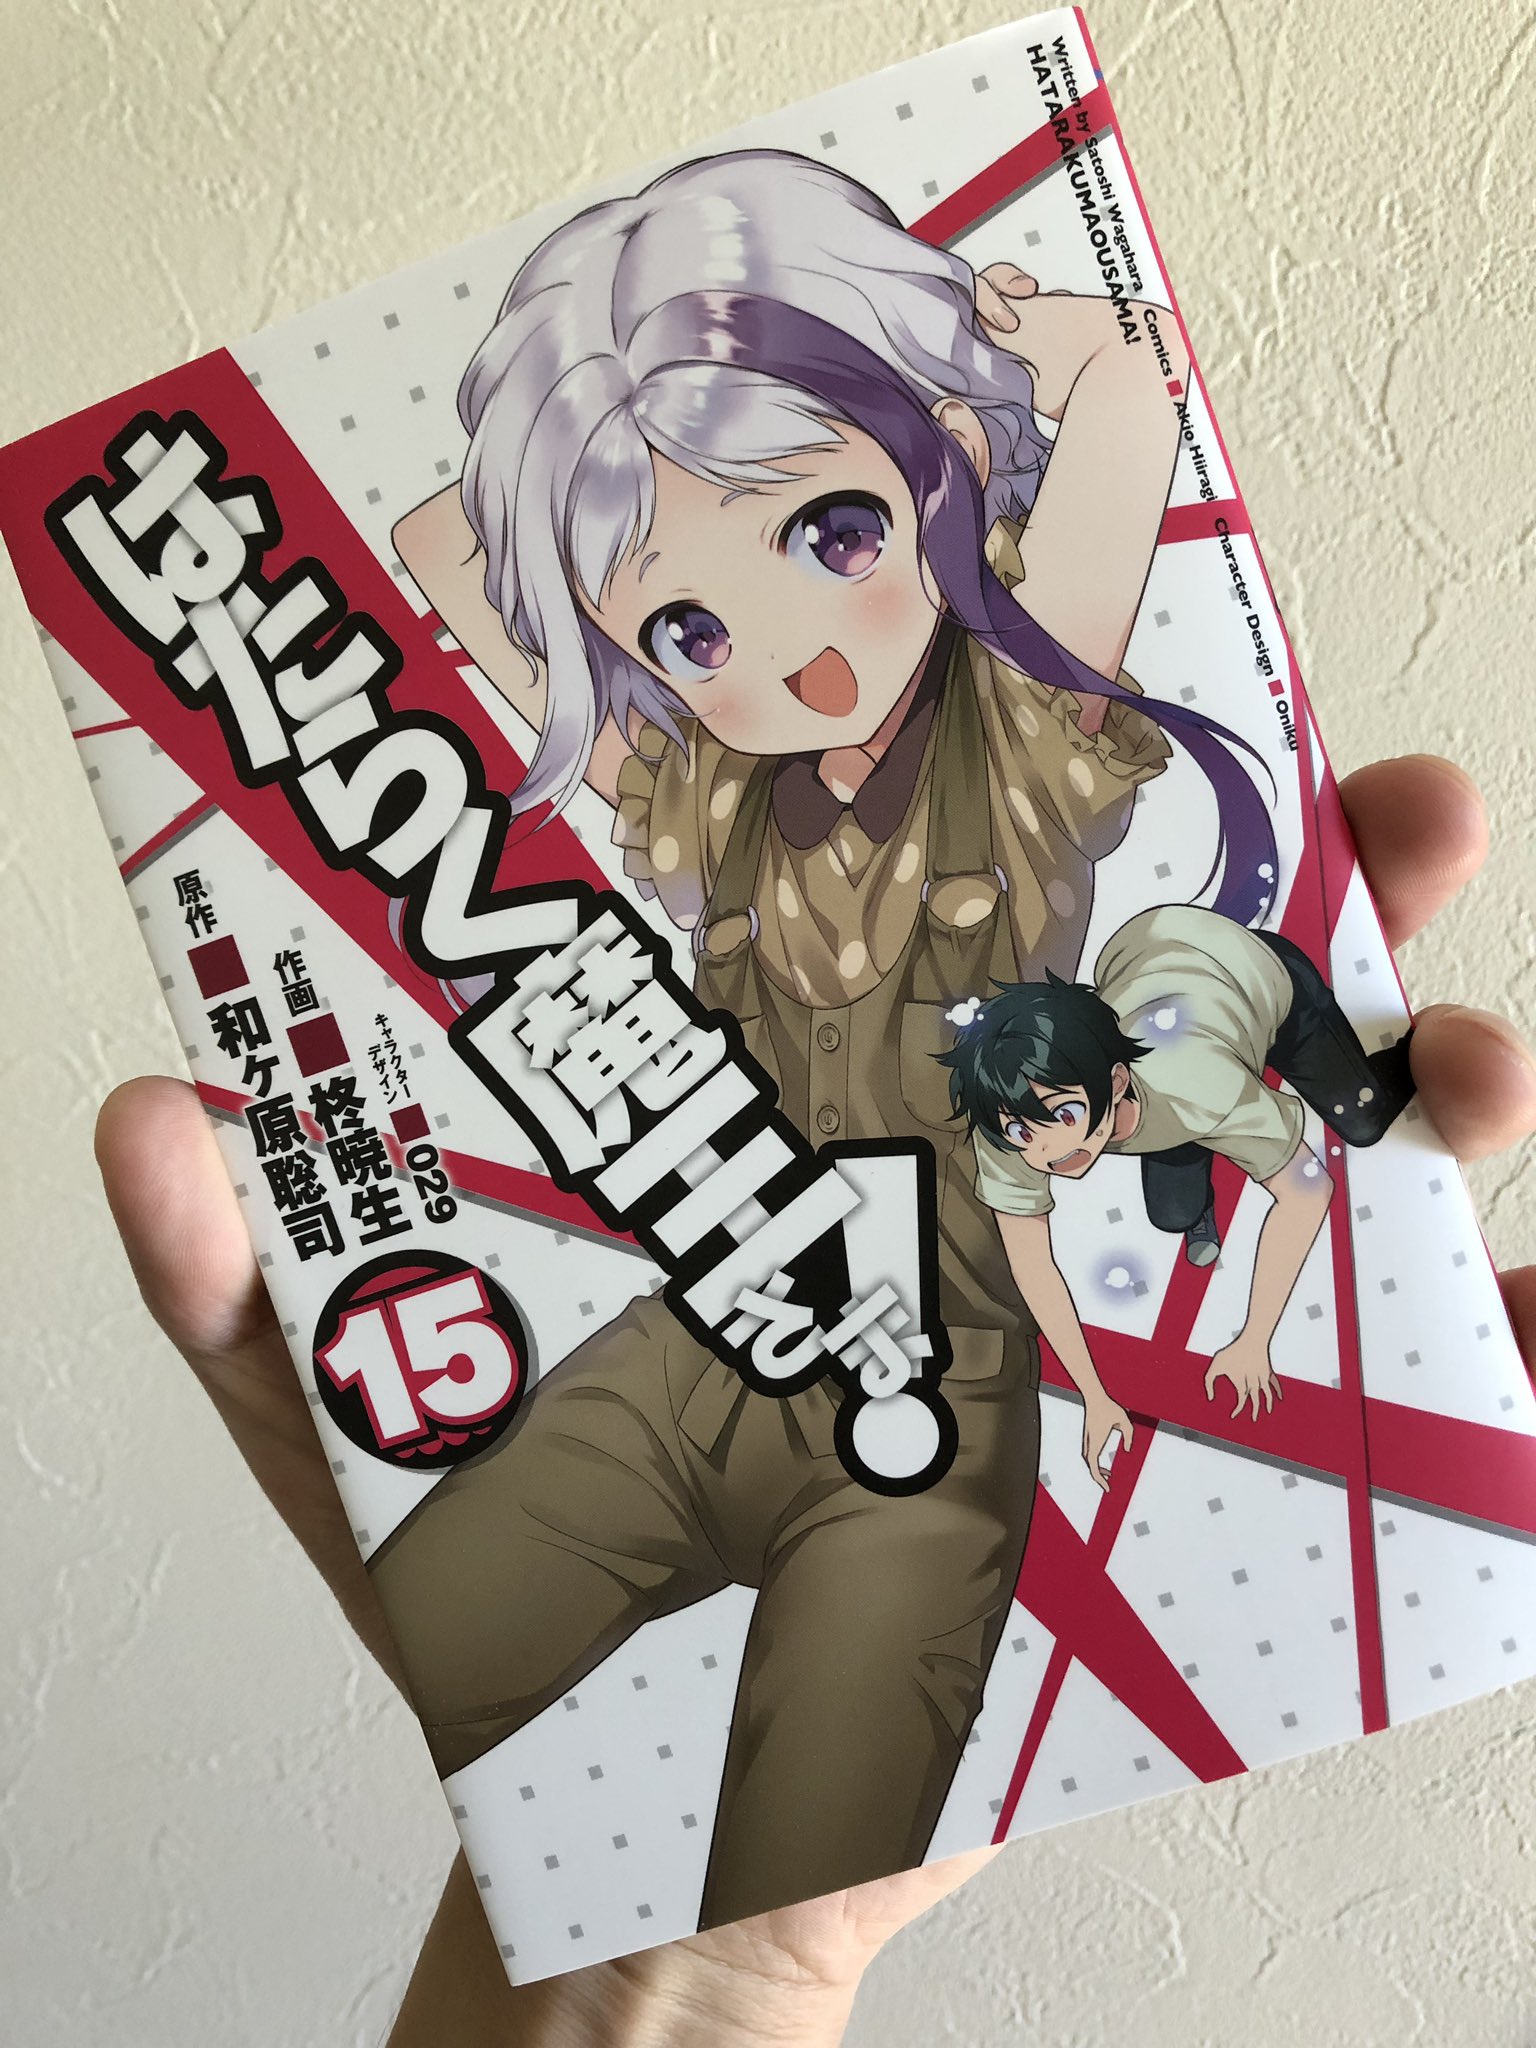 はたらく魔王さま!
原作■和ヶ原聡司
作画■柊暁生
キャラクターデザイン■029
15
Written by Satoshi Wagahara Comics■Akio Hiiragi Character Design■Oniku
HATARAKUMAOUSAMA!